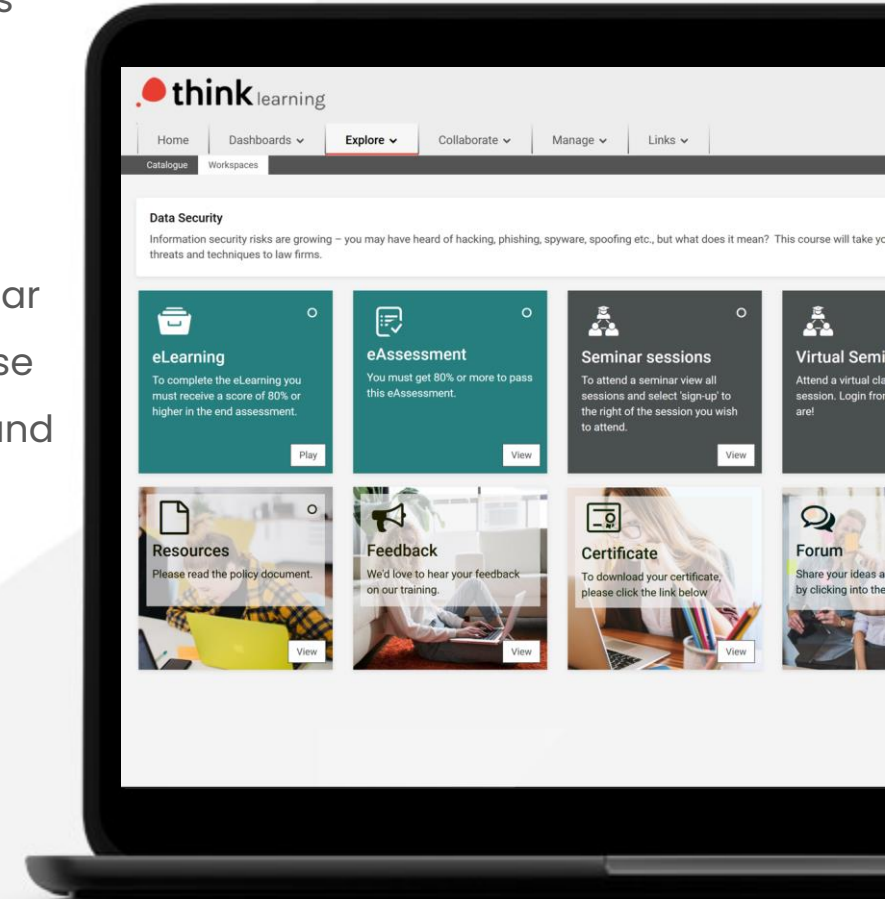 s
ar
se
and
think learning
Home Dashboards Explore Collaborate Manage Links
Catalogue Workspaces
Data Security
Information security risks are growing – you may have heard of hacking, phishing, spyware, spoofing etc., but what does it mean? This course will take yo
threats and techniques to law firms.
eLearning
To complete the eLearning you
must receive a score of 80% or
higher in the end assessment.
Play
eAssessment
You must get 80% or more to pass
this eAssessment.
View
Seminar sessions
To attend a seminar view all
sessions and select 'sign-up' to
the right of the session you wish
to attend.
View
Virtual Semi
Attend a virtual cla
session. Login from
are!
Resources
Please read the policy document.
View
Feedback
We'd love to hear your feedback
on our training.
View
Certificate
To download your certificate,
please click the link below
View
Forum
Share your ideas a
by clicking into the